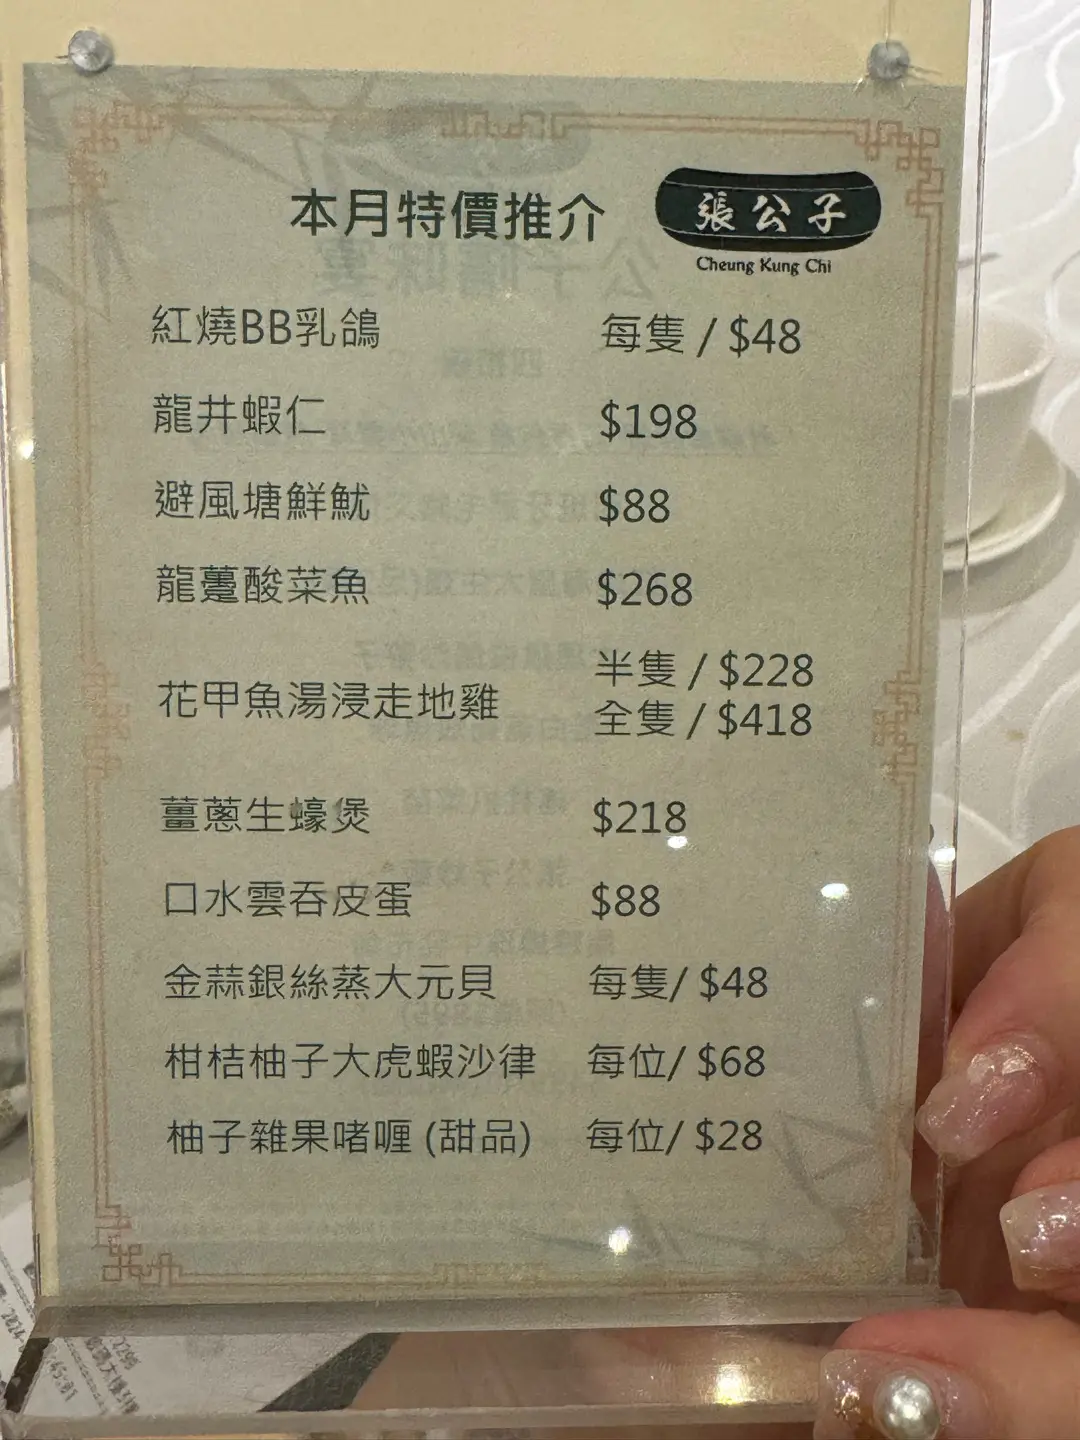 本月特價推介
張公子
Cheung Kung Chi
紅燒BB乳鴿 每隻 / $48
龍井蝦仁 $198
避風塘鮮魷 $88
龍躉酸菜魚 $268
花甲魚湯浸走地雞 半隻 / $228
全隻 / $418
薑蔥生蠔煲 $218
口水雲吞皮蛋 $88
金蒜銀絲蒸大元貝 每隻/ $48
柑桔柚子大虎蝦沙律 每位/ $68
柚子雜果啫喱 (甜品) 每位/ $28